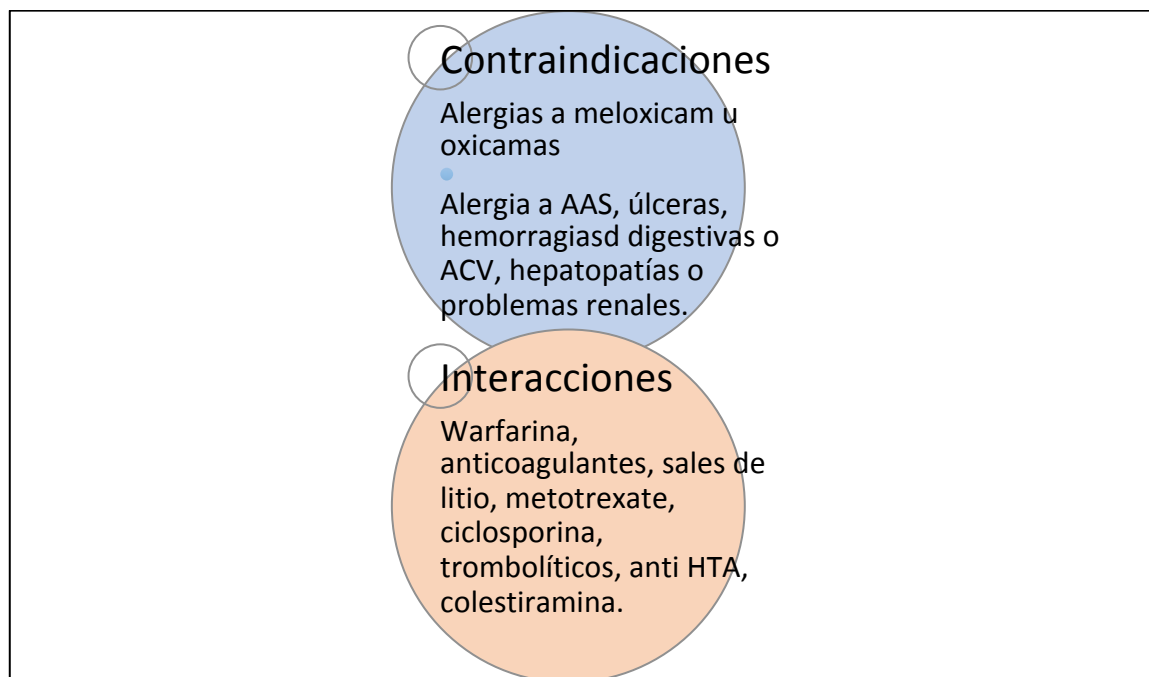 Contraindicaciones
Alergias a meloxicam u
oxicamas
Alergia a AAS, úlceras,
hemorragiasd digestivas o
ACV, hepatopatías o
problemas renales.
Interacciones
Warfarina,
anticoagulantes, sales de
litio, metotrexate,
ciclosporina,
trombolíticos, anti HTA,
colestiramina.